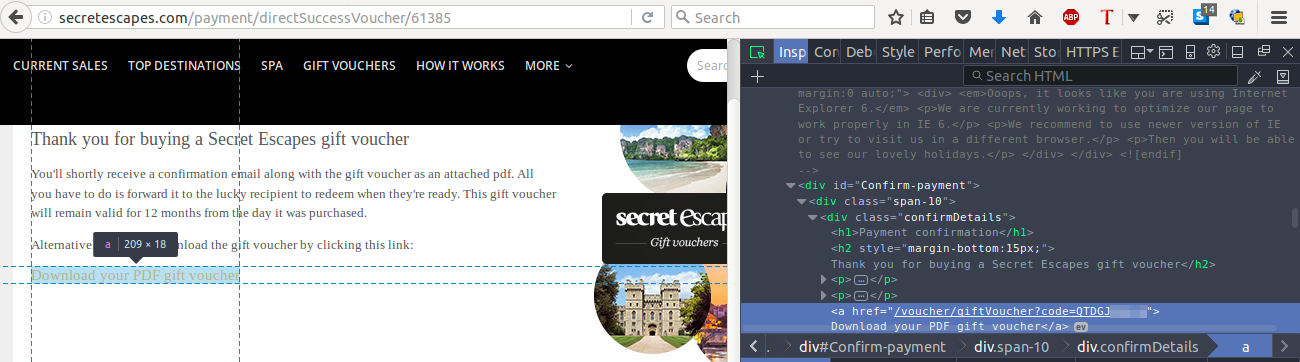 secretescapes.com/payment/directSuccessVoucher/61385
Search
ABP
T
S
14
CURRENT SALES
TOP DESTINATIONS
SPA
GIFT VOUCHERS
HOW IT WORKS
MORE
Searc
Thank you for buying a Secret Escapes gift voucher
You'll shortly receive a confirmation email along with the gift voucher as an attached pdf. All
you have to do is forward it to the lucky recipient to redeem when they're ready. This gift voucher
will remain valid for 12 months from the day it was purchased.
Alternative
nload the gift voucher by clicking this link:
a 209 × 18
Download your PDF gift voucher
secret Escap
Gift vouchers
Insp
Con
Deb
Style
Perfo
Mer
Net
Sto
HTTPS E
Search HTML
margin:0 auto;"> <div> <em>Ooops, it looks like you are using Internet
Explorer 6.</em> <p>We are currently working to optimize our page to
work properly in IE 6.</p> <p>We recommend to use newer version of IE
or try to visit us in a different browser.</p> <p>Then you will be able
to see our lovely holidays.</p> </div> </div> <![endif]
-->
<div id="Confirm-payment">
<div class="span-10">
<div class="confirmDetails">
<h1>Payment confirmation</h1>
<h2 style="margin-bottom:15px;">
Thank you for buying a Secret Escapes gift voucher</h2>
<p>…</p>
<p>…</p>
<a href="/voucher/giftVoucher?code=QTDGJ
">
Download your PDF gift voucher</a> ev
div#Confirm-payment
div.span-10
div.confirmDetails
a